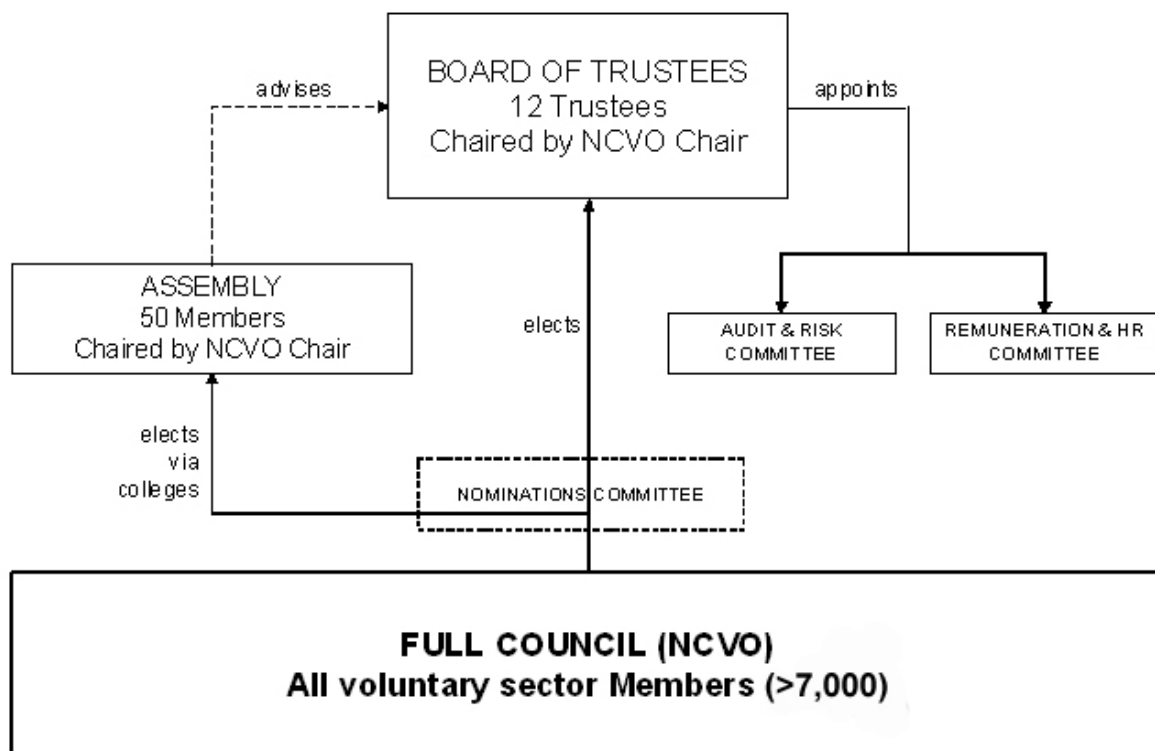 BOARD OF TRUSTEES
12 Trustees
Chaired by NCVO Chair
advises
appoints
ASSEMBLY
50 Members
Chaired by NCVO Chair
elects
AUDIT & RISK
COMMITTEE
REMUNERATION & HR
COMMITTEE
elects
via
colleges
NOMINATIONS COMMITTEE
FULL COUNCIL (NCVO)
All voluntary sector Members (>7,000)